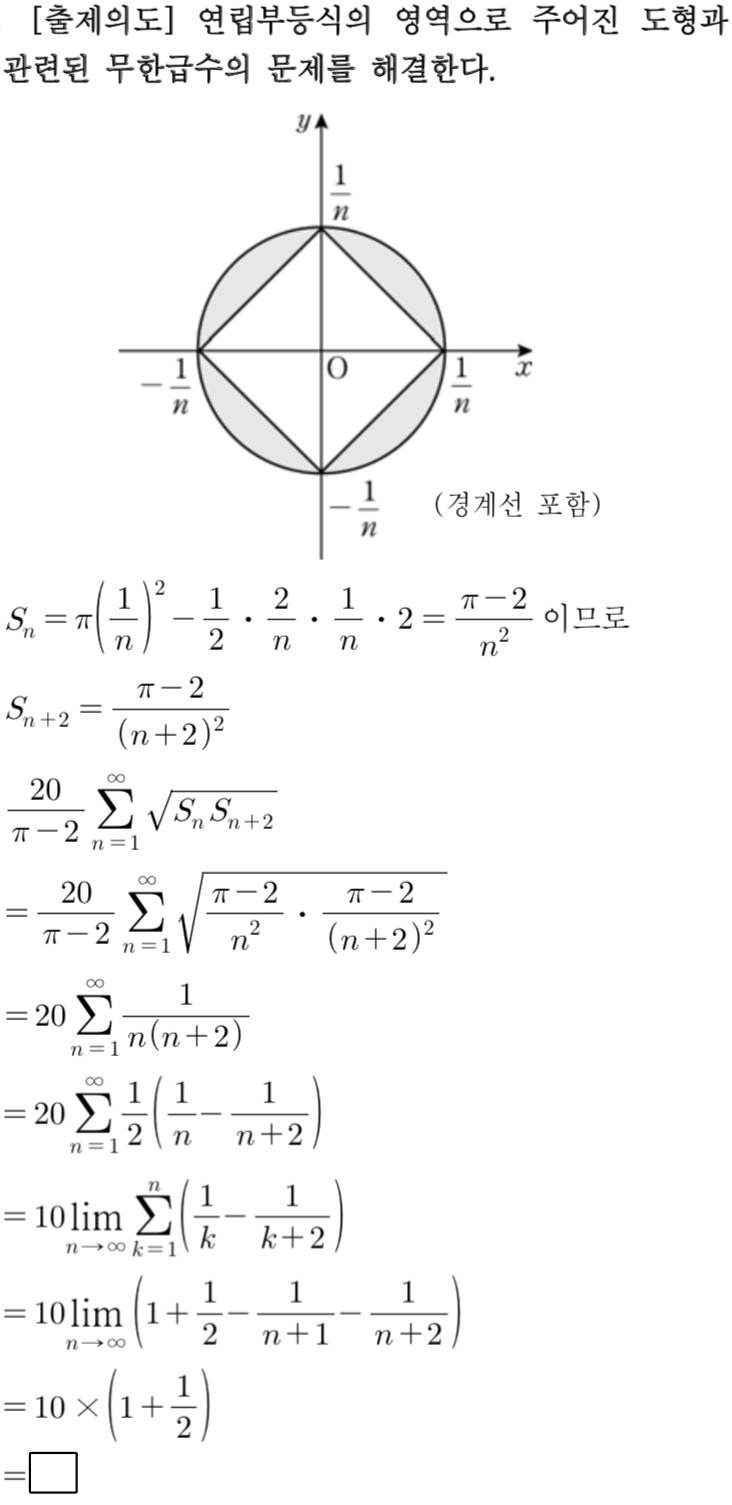 [출제의도] 연립부등식의 영역으로 주어진 도형과
관련된 무한급수의 문제를 해결한다.
y
1/n
-1/n
O
1/n
x
-1/n
(경계선 포함)
S_n = π(1/n)^2 - 1/2 · 2/n · 1/n · 2 = (π-2)/n^2 이므로
S_{n+2} = (π-2)/(n+2)^2
20/(π-2) ∑_{n=1}^{∞} √(S_n S_{n+2})
= 20/(π-2) ∑_{n=1}^{∞} √((π-2)/n^2 · (π-2)/(n+2)^2)
= 20 ∑_{n=1}^{∞} 1/(n(n+2))
= 20 ∑_{n=1}^{∞} 1/2 (1/n - 1/(n+2))
= 10 lim_{n→∞} ∑_{k=1}^{n} (1/k - 1/(k+2))
= 10 lim_{n→∞} (1 + 1/2 - 1/(n+1) - 1/(n+2))
= 10 × (1 + 1/2)
= □